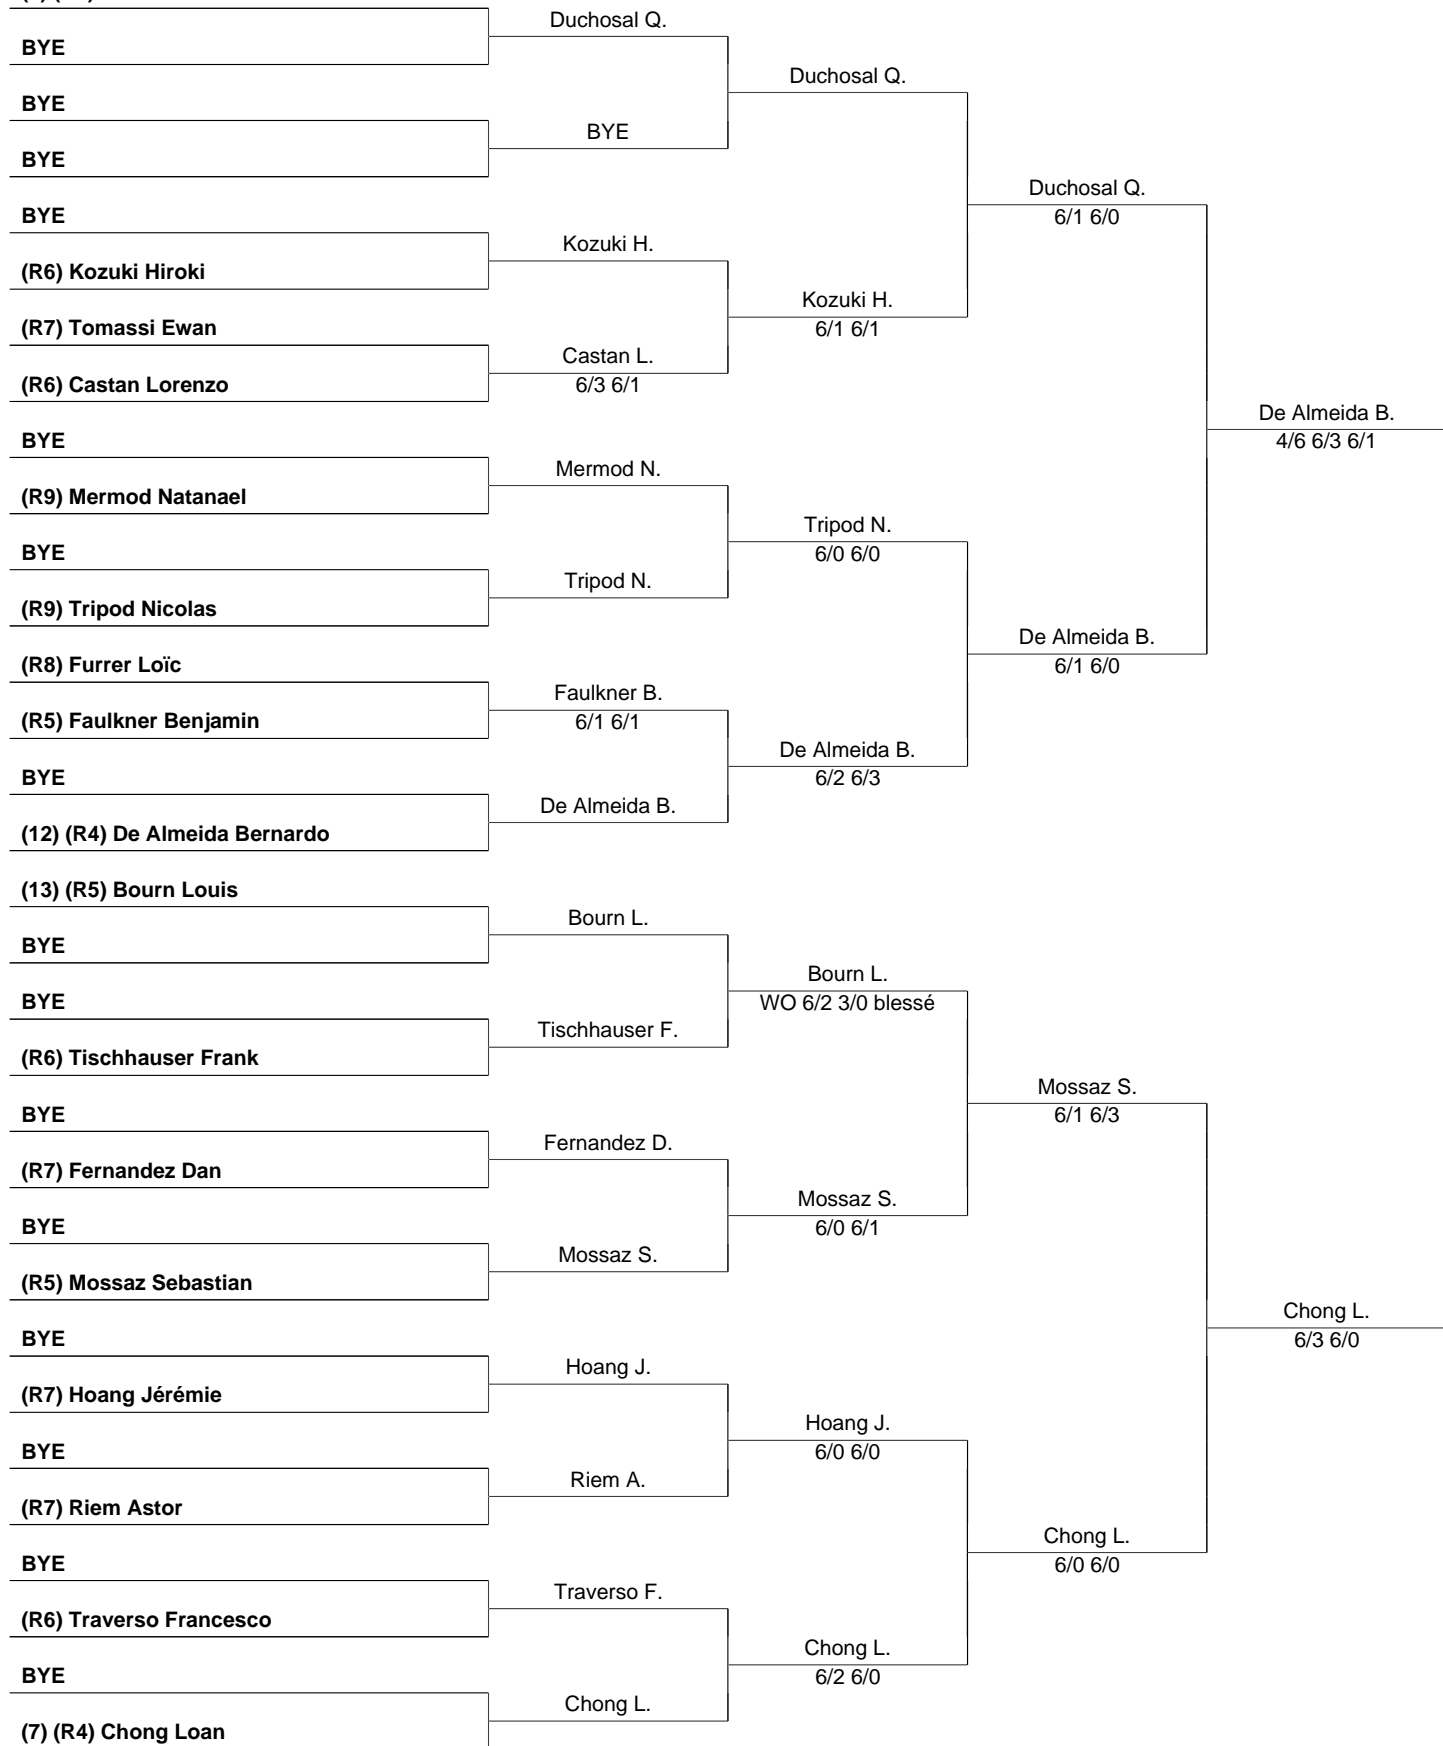 Duchosal Q.
BYE
Duchosal Q.
BYE
BYE
BYE
Duchosal Q.
BYE
6/1 6/0
Kozuki H.
(R6) Kozuki Hiroki
Kozuki H.
(R7) Tomassi Ewan
6/1 6/1
Castan L.
(R6) Castan Lorenzo
6/3 6/1
De Almeida B.
BYE
4/6 6/3 6/1
Mermod N.
(R9) Mermod Natanael
Tripod N.
BYE
6/0 6/0
Tripod N.
(R9) Tripod Nicolas
De Almeida B.
(R8) Furrer Loïc
6/1 6/0
Faulkner B.
(R5) Faulkner Benjamin
6/1 6/1
De Almeida B.
BYE
6/2 6/3
De Almeida B.
(12) (R4) De Almeida Bernardo
(13) (R5) Bourn Louis
Bourn L.
BYE
Bourn L.
BYE
WO 6/2 3/0 blessé
Tischhauser F.
(R6) Tischhauser Frank
Mossaz S.
BYE
6/1 6/3
Fernandez D.
(R7) Fernandez Dan
Mossaz S.
BYE
6/0 6/1
Mossaz S.
(R5) Mossaz Sebastian
Chong L.
BYE
6/3 6/0
Hoang J.
(R7) Hoang Jérémie
Hoang J.
BYE
6/0 6/0
Riem A.
(R7) Riem Astor
Chong L.
BYE
6/0 6/0
Traverso F.
(R6) Traverso Francesco
Chong L.
BYE
6/2 6/0
Chong L.
(7) (R4) Chong Loan